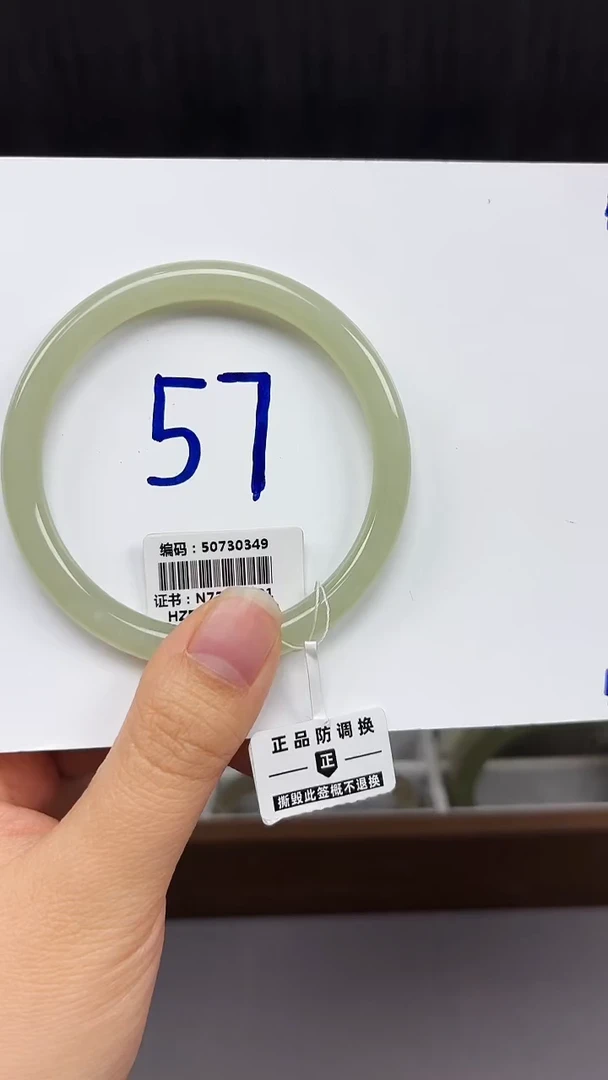 57
编码：50730349
证书：N7
HZ
正品防调换
正
撕毁此签概不退换